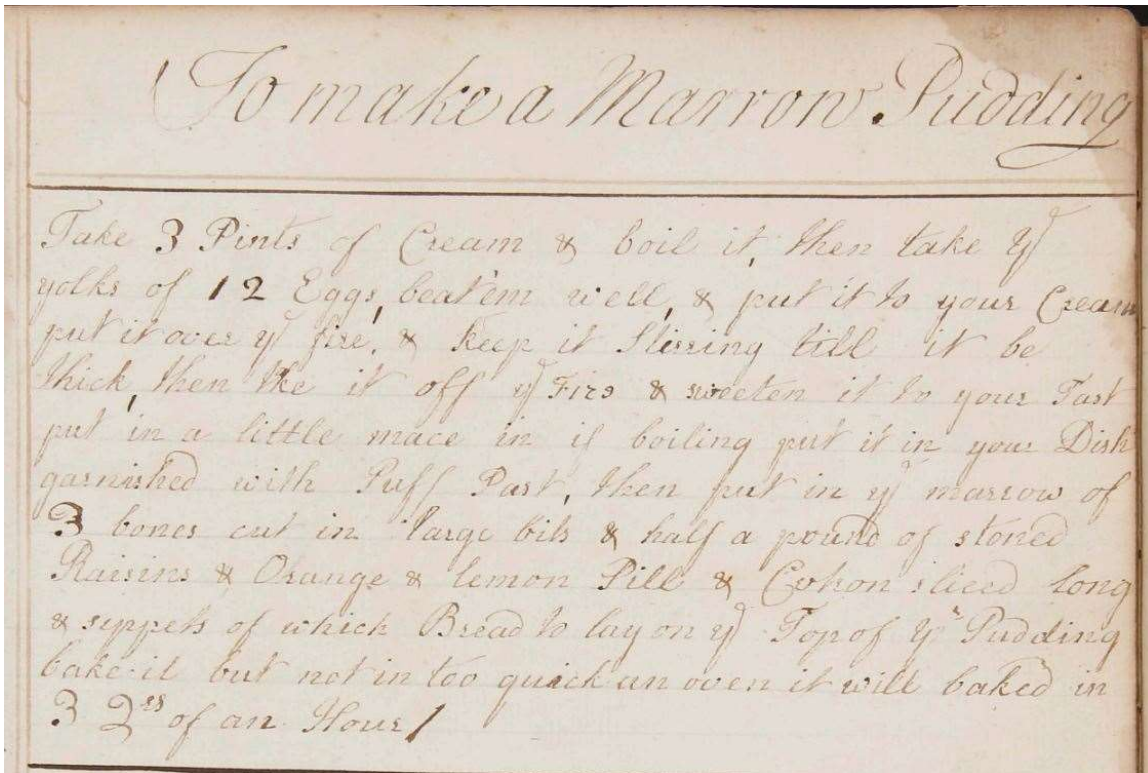 To make a Marrow Pudding
Take 3 Pints of Cream & boil it, then take ye
yolks of 12 Eggs, beat'em well, & put it to your Cream
put it over ye fire, & keep it Stirring till it be
thick, then tke it off ye Fire & sweeten it to your Tast
put in a little mace in if boiling put it in your Dish
garnished with Puff Past, then put in ye marrow of
3 bones cut in large bits & half a pound of stoned
Raisins & Orange & lemon Pill & Citron sliced long
& sippets of which Bread to lay on ye Top of ye Pudding
bake it but not in too quick an oven it will baked in
3 Qrs of an Hour